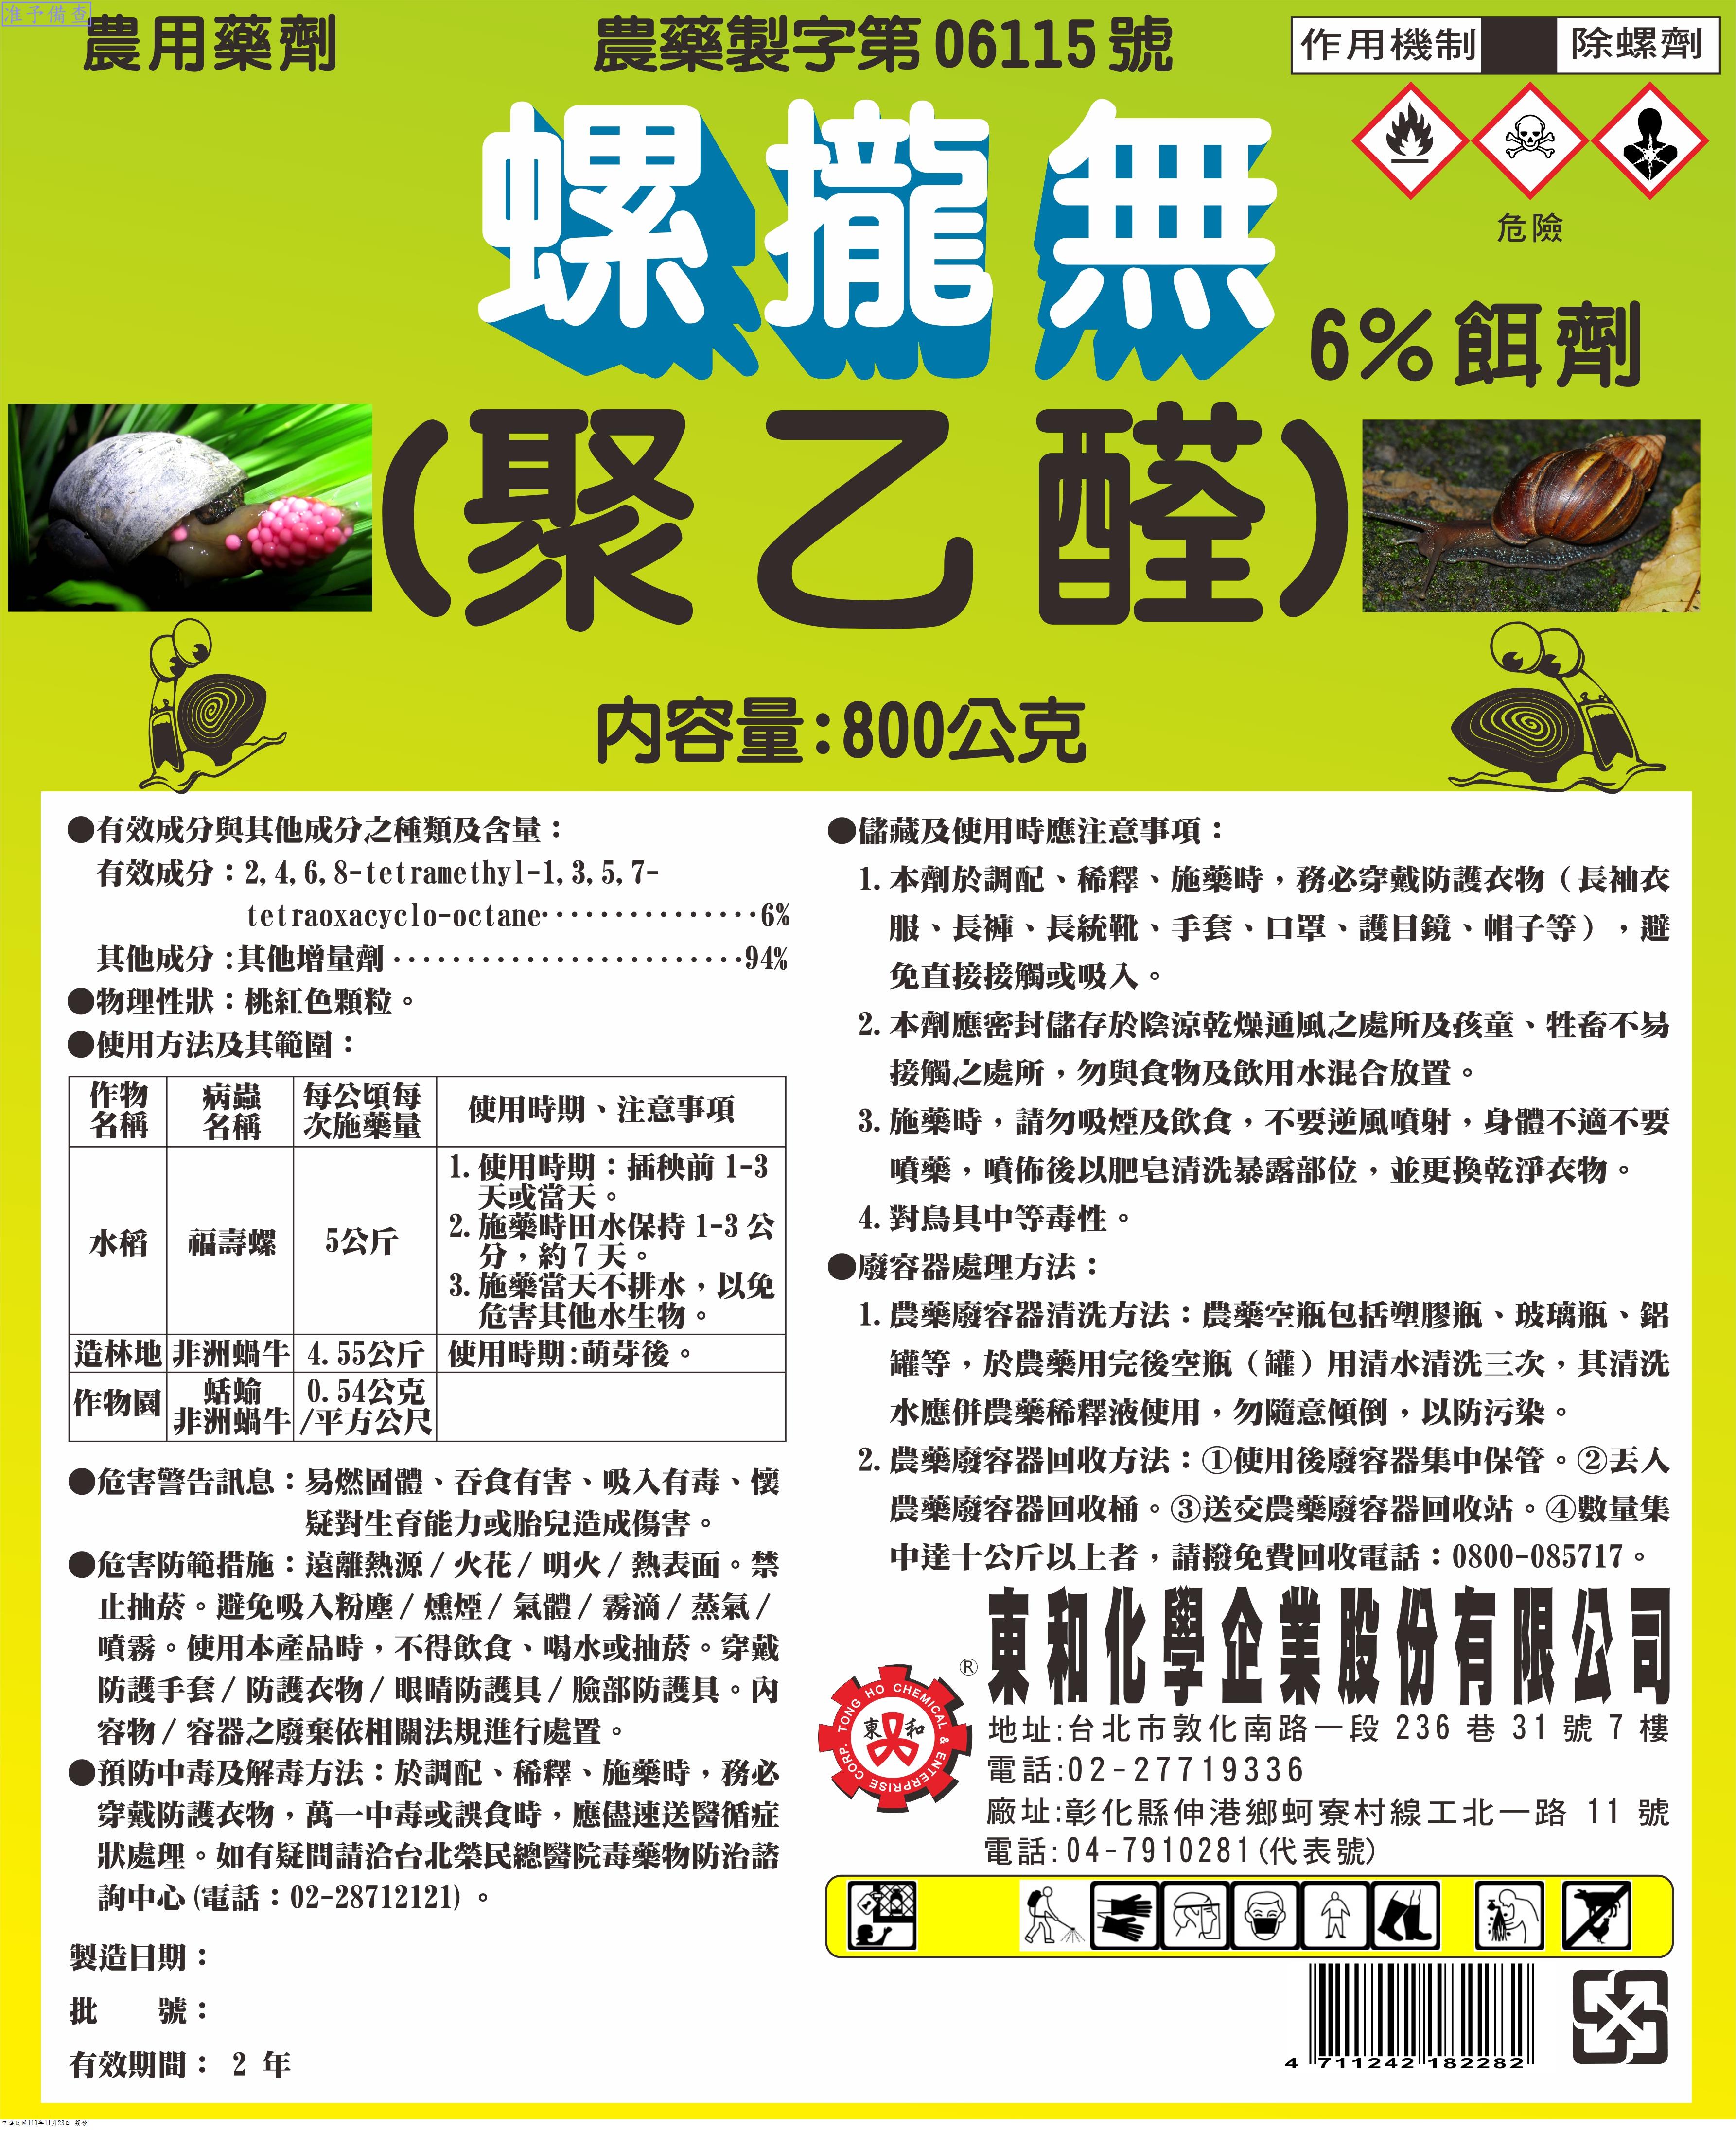 准予備查
農用藥劑
農藥製字第06115號
作用機制 除螺劑
螺攏無
危險
6%餌劑
(聚乙醛)
內容量:800公克
●有效成分與其他成分之種類及含量：
有效成分：2,4,6,8-tetramethyl-1,3,5,7-
tetraoxacyclo-octane··············6%
其他成分:其他增量劑·······················94%
●物理性狀：桃紅色顆粒。
●使用方法及其範圍：
作物名稱 病蟲名稱 每公頃每次施藥量 使用時期、注意事項
水稻 福壽螺 5公斤
1. 使用時期：插秧前 1-3
天或當天。
2. 施藥時田水保持 1-3 公
分，約 7 天。
3. 施藥當天不排水，以免
危害其他水生物。
造林地 非洲蝸牛 4.55公斤 使用時期:萌芽後。
作物園 蛞蝓 非洲蝸牛 0.54公克/平方公尺
●危害警告訊息：易燃固體、吞食有害、吸入有毒、懷
疑對生育能力或胎兒造成傷害。
●危害防範措施：遠離熱源/火花/明火/熱表面。禁
止抽菸。避免吸入粉塵/燻煙/氣體/霧滴/蒸氣/
噴霧。使用本產品時，不得飲食、喝水或抽菸。穿戴
防護手套/防護衣物/眼睛防護具/臉部防護具。內
容物/容器之廢棄依相關法規進行處置。
●預防中毒及解毒方法：於調配、稀釋、施藥時，務必
穿戴防護衣物，萬一中毒或誤食時，應儘速送醫循症
狀處理。如有疑問請洽台北榮民總醫院毒藥物防治諮
詢中心(電話：02-28712121)。
製造日期：
批　　號：
有效期間： 2 年
●儲藏及使用時應注意事項：
1. 本劑於調配、稀釋、施藥時，務必穿戴防護衣物（長袖衣
服、長褲、長統靴、手套、口罩、護目鏡、帽子等），避
免直接接觸或吸入。
2. 本劑應密封儲存於陰涼乾燥通風之處所及孩童、牲畜不易
接觸之處所，勿與食物及飲用水混合放置。
3. 施藥時，請勿吸煙及飲食，不要逆風噴射，身體不適不要
噴藥，噴佈後以肥皂清洗暴露部位，並更換乾淨衣物。
4. 對鳥具中等毒性。
●廢容器處理方法：
1. 農藥廢容器清洗方法：農藥空瓶包括塑膠瓶、玻璃瓶、鋁
罐等，於農藥用完後空瓶（罐）用清水清洗三次，其清洗
水應併農藥稀釋液使用，勿隨意傾倒，以防污染。
2. 農藥廢容器回收方法：①使用後廢容器集中保管。②丟入
農藥廢容器回收桶。③送交農藥廢容器回收站。④數量集
中達十公斤以上者，請撥免費回收電話：0800-085717。
東和化學企業股份有限公司
®
TONG HO CHEMICAL & ENTERPRISE CORP.
東和
地址:台北市敦化南路一段 236 巷 31 號 7 樓
電話:02-27719336
廠址:彰化縣伸港鄉蚵寮村線工北一路 11 號
電話:04-7910281(代表號)
4 711242 182282
中華民國110年11月23日 簽發